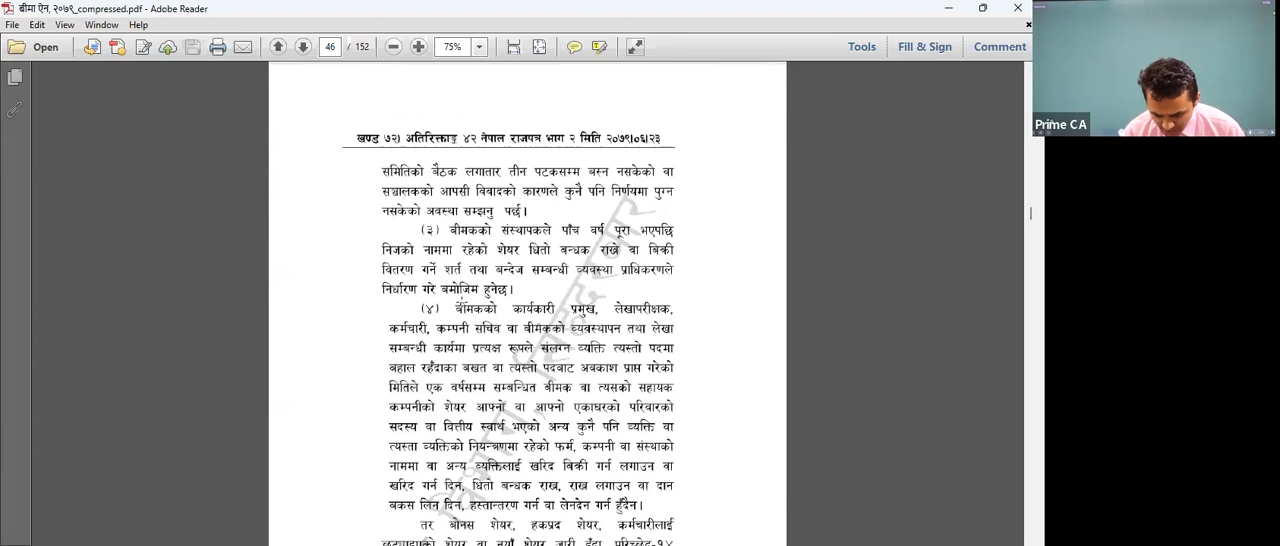 बीमा ऐन, २०७९_compressed.pdf - Adobe Reader
File Edit View Window Help
Open 46 / 152 75% Tools Fill & Sign Comment
Prime CA
खण्ड ७२) अतिरिक्ताङ्क ४२ नेपाल राजपत्र भाग २ मिति २०७९।०६।२३
समितिको बैठक लगातार तीन पटकसम्म बस्न नसकेको वा
सञ्चालकको आपसी विवादको कारणले कुनै पनि निर्णयमा पुग्न
नसकेको अवस्था सम्झनु पर्छ।
(३) बीमकको संस्थापकले पाँच वर्ष पूरा भएपछि
निजको नाममा रहेको शेयर धितो बन्धक राख्ने वा बिक्री
वितरण गर्ने शर्त तथा बन्देज सम्बन्धी व्यवस्था प्राधिकरणले
निर्धारण गरे बमोजिम हुनेछ।
(४) बीमकको कार्यकारी प्रमुख, लेखापरीक्षक,
कर्मचारी, कम्पनी सचिव वा बीमकको व्यवस्थापन तथा लेखा
सम्बन्धी कार्यमा प्रत्यक्ष रूपले संलग्न व्यक्ति त्यस्तो पदमा
बहाल रहँदाका बखत वा त्यस्तो पदबाट अवकाश प्राप्त गरेको
मितिले एक वर्षसम्म सम्बन्धित बीमक वा त्यसको सहायक
कम्पनीको शेयर आफ्नो वा आफ्नो एकाघरको परिवारको
सदस्य वा वित्तीय स्वार्थ भएको अन्य कुनै पनि व्यक्ति वा
त्यस्ता व्यक्तिको नियन्त्रणमा रहेको फर्म, कम्पनी वा संस्थाको
नाममा वा अन्य व्यक्तिलाई खरिद बिक्री गर्न लगाउन वा
खरिद गर्न दिन, धितो बन्धक राख्न, राख्न लगाउन वा दान
बकस लिन दिन, हस्तान्तरण गर्न वा लेनदेन गर्न हुँदैन।
तर बोनस शेयर, हकप्रद शेयर, कर्मचारीलाई
छुट्याइएको शेयर वा नयाँ शेयर जारी हुँदा, परिच्छेद-१४